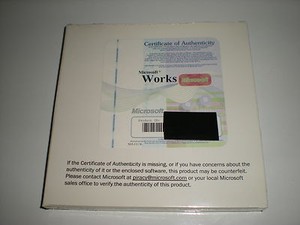 Certificate of Authenticity
Microsoft
Works
Microsoft
Product Key
If the Certificate of Authenticity is missing, or if you have concerns about the
authenticity of it or the enclosed software, this product may be counterfeit.
Please contact Microsoft at piracy@microsoft.com or your local Microsoft
sales office to verify the authenticity of this product.